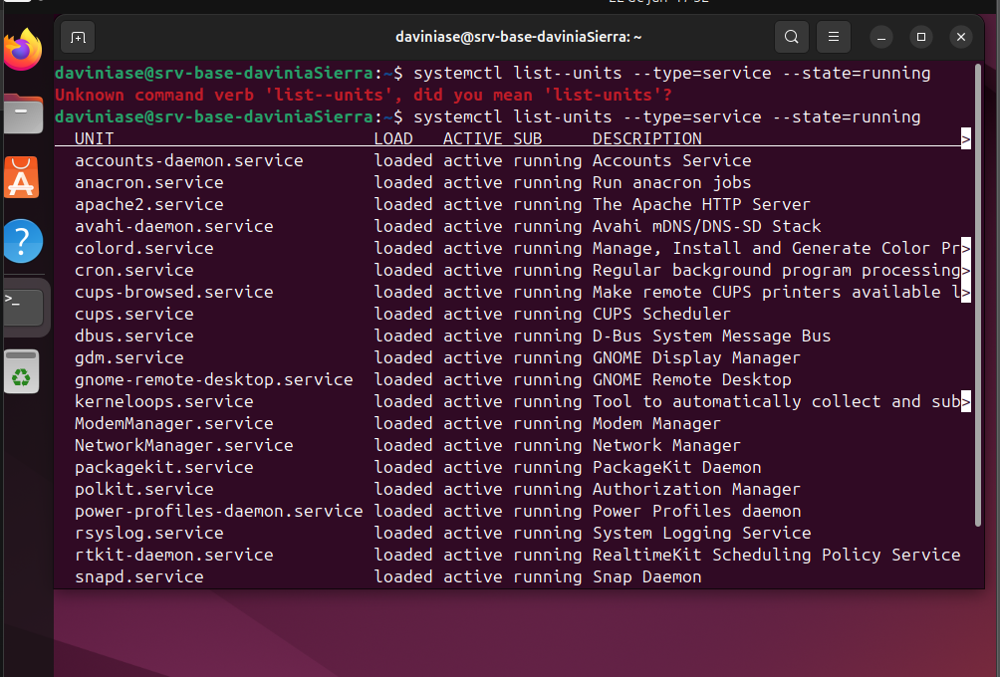 daviniase@srv-base-daviniaSierra: ~
daviniase@srv-base-daviniaSierra:~$ systemctl list--units --type=service --state=running
Unknown command verb 'list--units', did you mean 'list-units'?
daviniase@srv-base-daviniaSierra:~$ systemctl list-units --type=service --state=running
UNIT LOAD ACTIVE SUB DESCRIPTION >
accounts-daemon.service loaded active running Accounts Service
anacron.service loaded active running Run anacron jobs
apache2.service loaded active running The Apache HTTP Server
avahi-daemon.service loaded active running Avahi mDNS/DNS-SD Stack
colord.service loaded active running Manage, Install and Generate Color Pr>
cron.service loaded active running Regular background program processing>
cups-browsed.service loaded active running Make remote CUPS printers available l>
cups.service loaded active running CUPS Scheduler
dbus.service loaded active running D-Bus System Message Bus
gdm.service loaded active running GNOME Display Manager
gnome-remote-desktop.service loaded active running GNOME Remote Desktop
kerneloops.service loaded active running Tool to automatically collect and sub>
ModemManager.service loaded active running Modem Manager
NetworkManager.service loaded active running Network Manager
packagekit.service loaded active running PackageKit Daemon
polkit.service loaded active running Authorization Manager
power-profiles-daemon.service loaded active running Power Profiles daemon
rsyslog.service loaded active running System Logging Service
rtkit-daemon.service loaded active running RealtimeKit Scheduling Policy Service
snapd.service loaded active running Snap Daemon